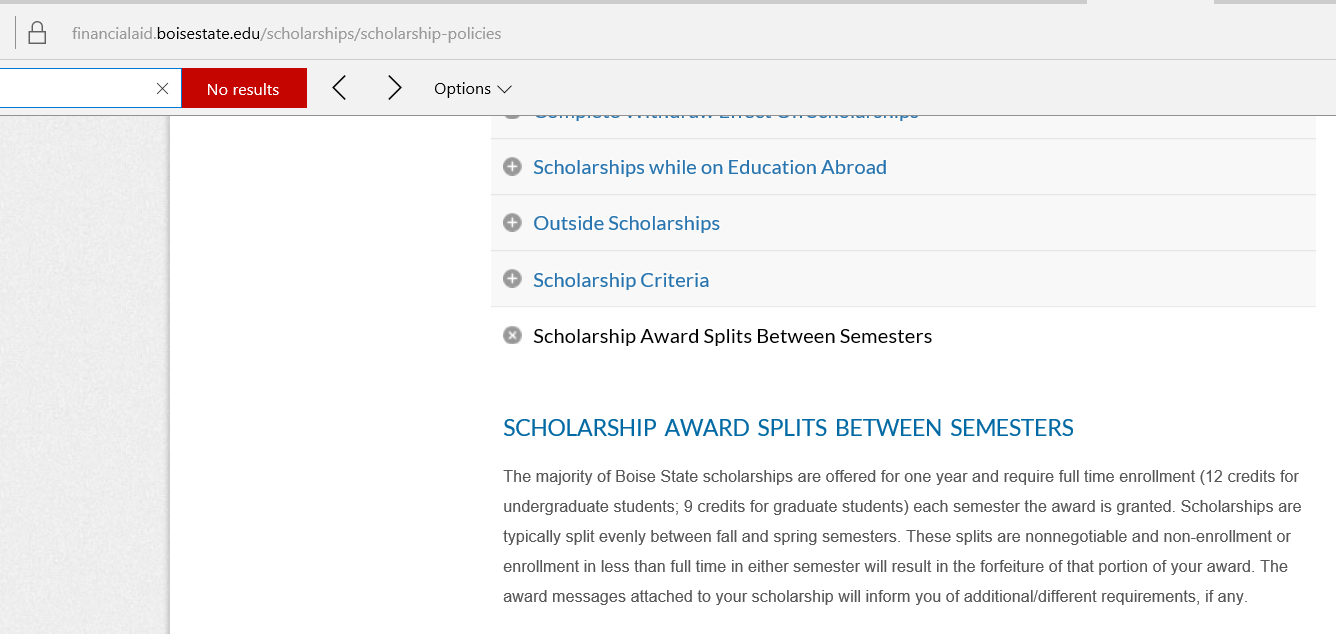 financialaid.boisestate.edu/scholarships/scholarship-policies
No results
Options
Complete Withdraw Effect On Scholarships
Scholarships while on Education Abroad
Outside Scholarships
Scholarship Criteria
Scholarship Award Splits Between Semesters
SCHOLARSHIP AWARD SPLITS BETWEEN SEMESTERS
The majority of Boise State scholarships are offered for one year and require full time enrollment (12 credits for
undergraduate students; 9 credits for graduate students) each semester the award is granted. Scholarships are
typically split evenly between fall and spring semesters. These splits are nonnegotiable and non-enrollment or
enrollment in less than full time in either semester will result in the forfeiture of that portion of your award. The
award messages attached to your scholarship will inform you of additional/different requirements, if any.